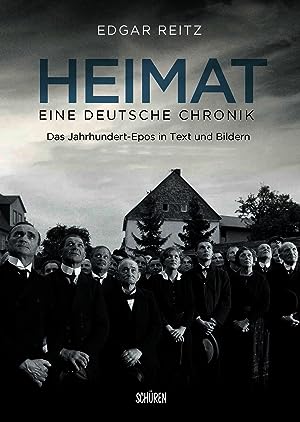 EDGAR REITZ
HEIMAT
EINE DEUTSCHE CHRONIK
Das Jahrhundert-Epos in Text und Bildern
SCHÜREN